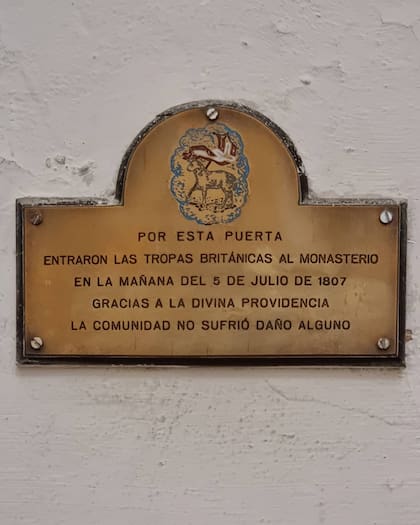 POR ESTA PUERTA
ENTRARON LAS TROPAS BRITÁNICAS AL MONASTERIO
EN LA MAÑANA DEL 5 DE JULIO DE 1807
GRACIAS A LA DIVINA PROVIDENCIA
LA COMUNIDAD NO SUFRIÓ DAÑO ALGUNO